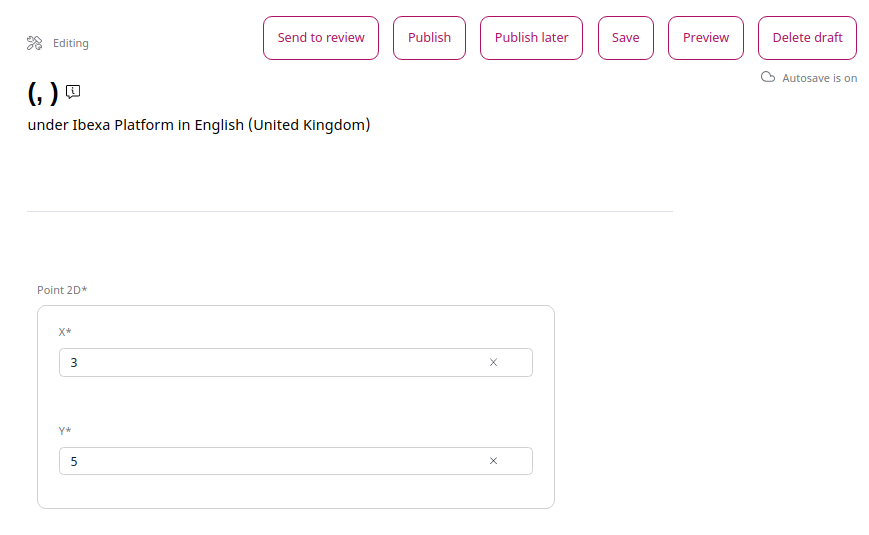 Editing
Send to review
Publish
Publish later
Save
Preview
Delete draft
Autosave is on
(, )
under Ibexa Platform in English (United Kingdom)
Point 2D*
X*
3
Y*
5